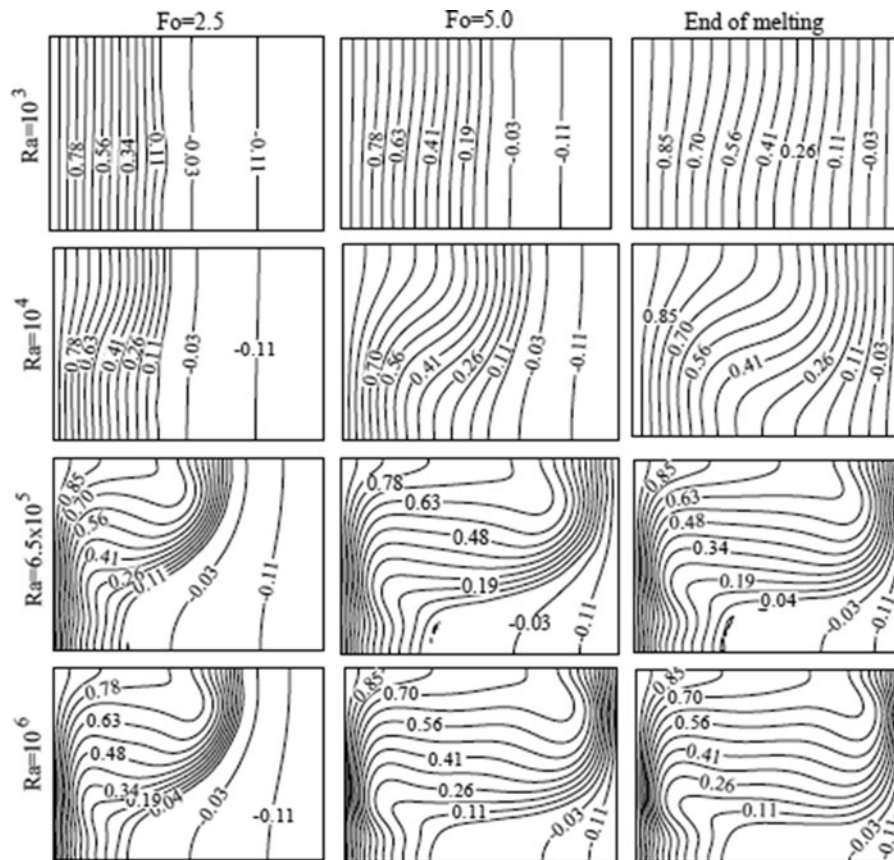 Fo=2.5 Fo=5.0 End of melting
Ra=10³
0.78 0.56 0.34 0.11 -0.03 -0.11
0.78 0.63 0.41 0.19 -0.03 -0.11
0.85 0.70 0.56 0.41 0.26 0.11 -0.03
Ra=10⁴
0.78 0.63 0.41 0.26 0.11 -0.03 -0.11
0.70 0.56 0.41 0.26 0.11 -0.03 -0.11
0.85 0.70 0.56 0.41 0.26 0.11 -0.03
Ra=6.5x10⁵
0.85 0.70 0.56 0.41 0.26 0.11 -0.03 -0.11
0.78 0.63 0.48 0.19 -0.03 -0.11
0.85 0.63 0.48 0.34 0.19 0.04 -0.03 -0.11
Ra=10⁶
0.78 0.63 0.48 0.34 0.19 0.04 -0.03 -0.11
0.85 0.70 0.56 0.41 0.26 0.11 -0.03 -0.11
0.85 0.70 0.56 0.41 0.26 0.11 -0.03 -0.11